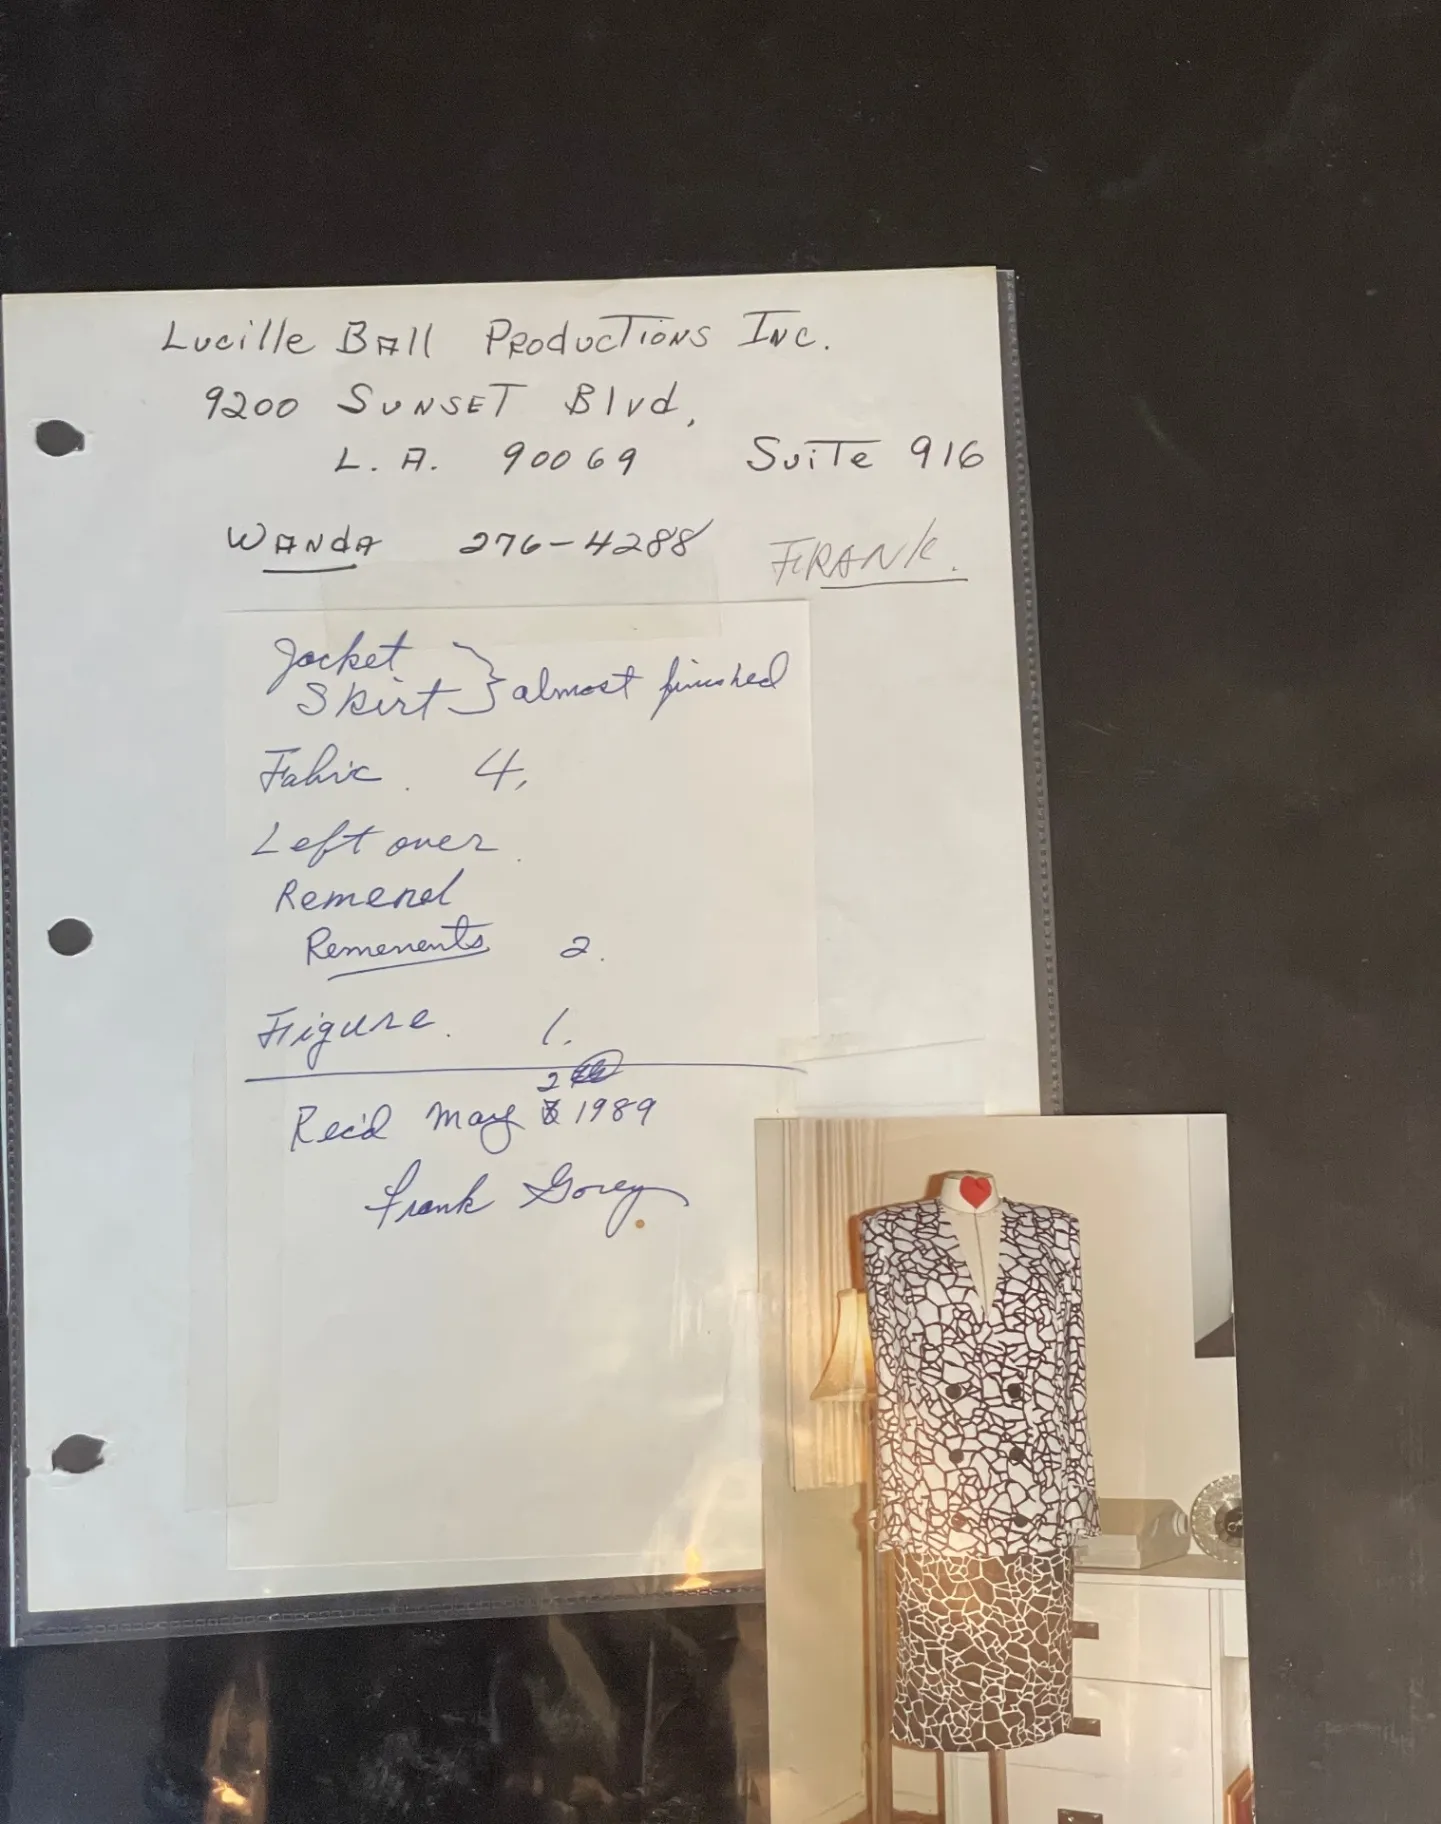 Lucille Ball Productions Inc.
9200 Sunset Blvd,
L. A. 90069 Suite 916
Wanda 276-4288 FRANK.
Jacket
Skirt } almost finished
Fabric. 4,
Left over.
Remenel
Remenents 2.
Figure. 1.
2
Rec'd May 1989
Frank Gorey